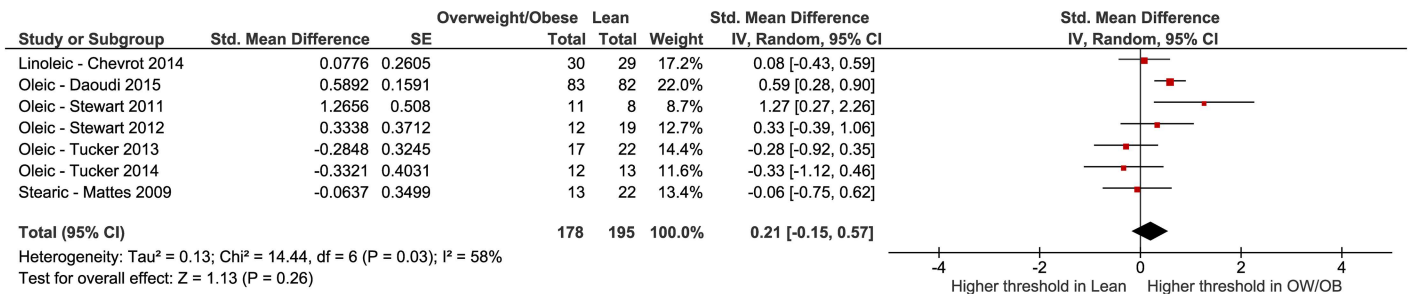 Overweight/Obese Lean Std. Mean Difference Std. Mean Difference
Study or Subgroup Std. Mean Difference SE Total Total Weight IV, Random, 95% CI IV, Random, 95% CI
Linoleic - Chevrot 2014 0.0776 0.2605 30 29 17.2% 0.08 [-0.43, 0.59]
Oleic - Daoudi 2015 0.5892 0.1591 83 82 22.0% 0.59 [0.28, 0.90]
Oleic - Stewart 2011 1.2656 0.508 11 8 8.7% 1.27 [0.27, 2.26]
Oleic - Stewart 2012 0.3338 0.3712 12 19 12.7% 0.33 [-0.39, 1.06]
Oleic - Tucker 2013 -0.2848 0.3245 17 22 14.4% -0.28 [-0.92, 0.35]
Oleic - Tucker 2014 -0.3321 0.4031 12 13 11.6% -0.33 [-1.12, 0.46]
Stearic - Mattes 2009 -0.0637 0.3499 13 22 13.4% -0.06 [-0.75, 0.62]
Total (95% CI) 178 195 100.0% 0.21 [-0.15, 0.57]
Heterogeneity: Tau² = 0.13; Chi² = 14.44, df = 6 (P = 0.03); I² = 58%
Test for overall effect: Z = 1.13 (P = 0.26)
-4 -2 0 2 4
Higher threshold in Lean Higher threshold in OW/OB